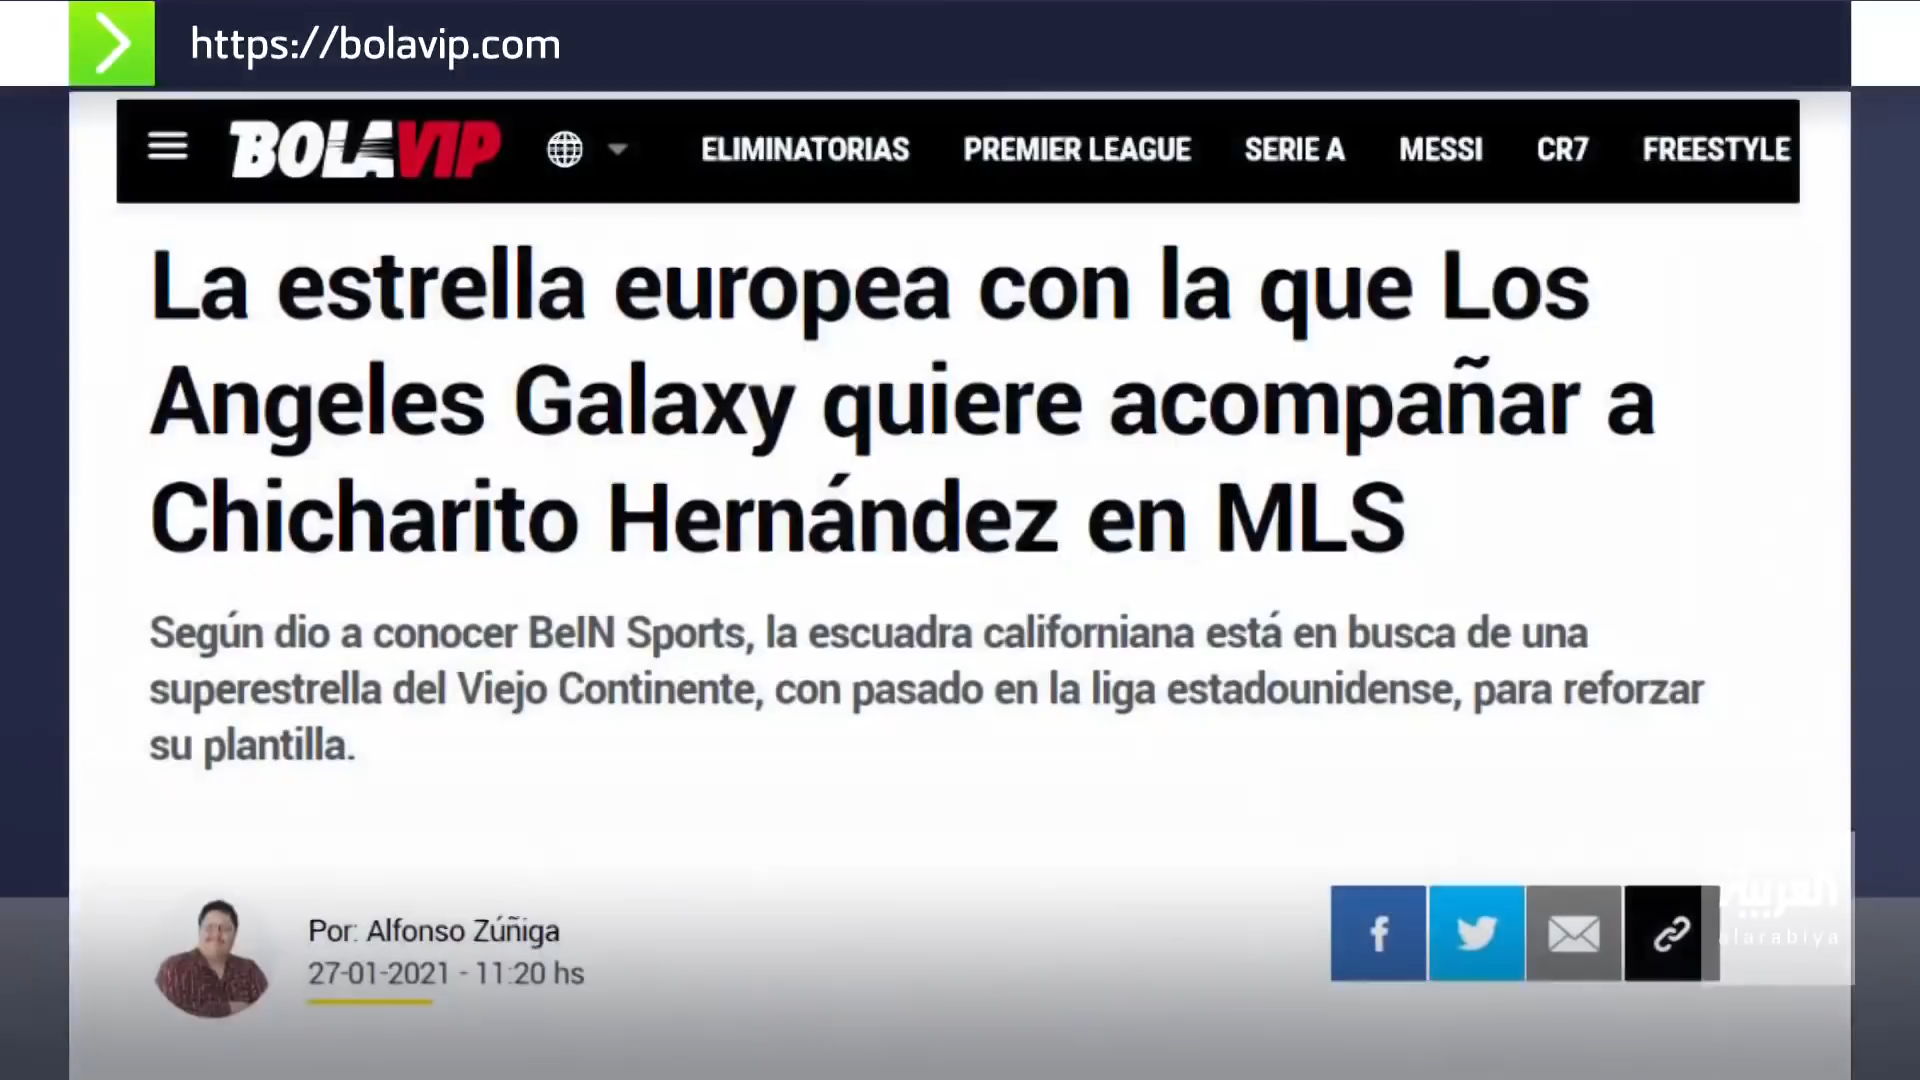 https://bolavip.com
BOLAVIP ELIMINATORIAS PREMIER LEAGUE SERIE A MESSI CR7 FREESTYLE
La estrella europea con la que Los
Angeles Galaxy quiere acompañar a
Chicharito Hernández en MLS
Según dio a conocer BeIN Sports, la escuadra californiana está en busca de una
superestrella del Viejo Continente, con pasado en la liga estadounidense, para reforzar
su plantilla.
Por: Alfonso Zúñiga
27-01-2021 - 11:20 hs
العربية
alarabiya